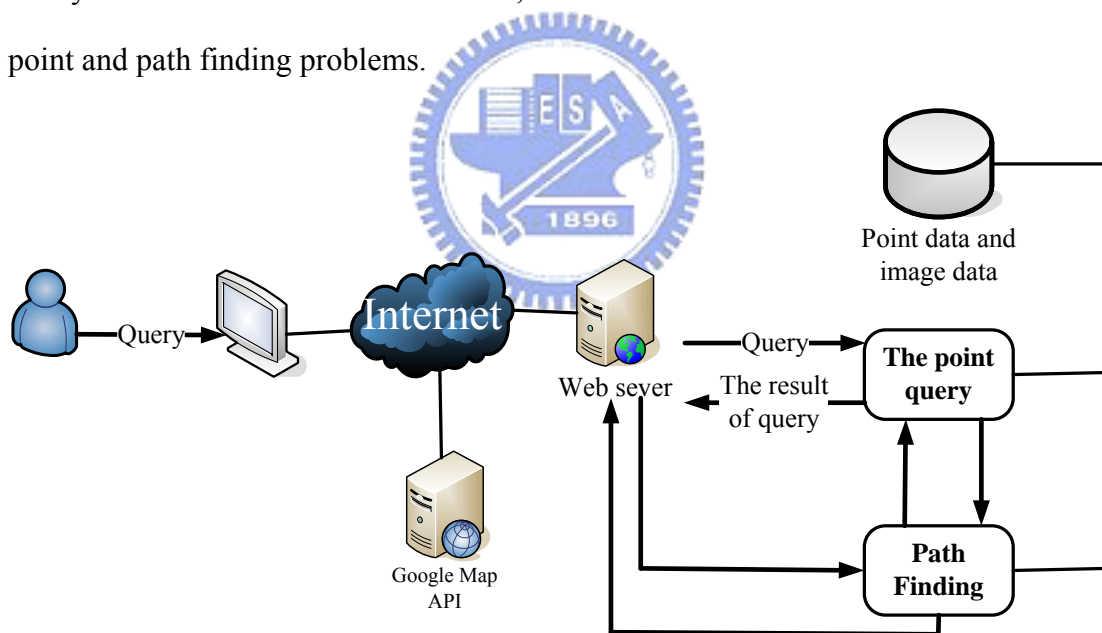 point and path finding problems.
E S A
1896
Point data and
image data
Internet
Query
Query
The point
query
Web sever
The result
of query
Google Map
API
Path
Finding